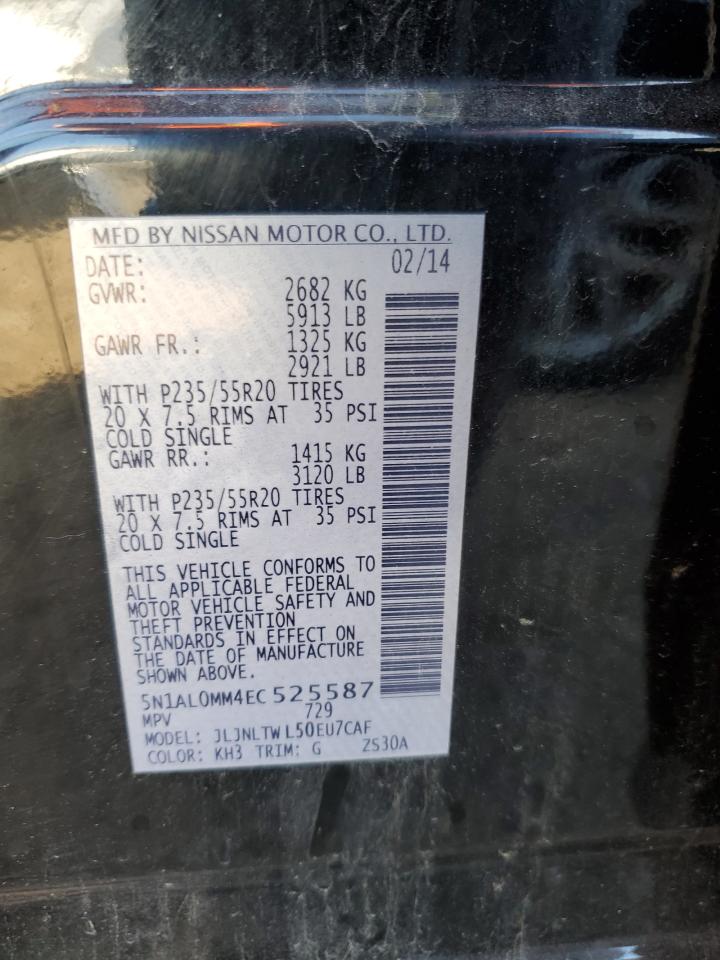 MFD BY NISSAN MOTOR CO., LTD.
DATE: 02/14
GVWR: 2682 KG
5913 LB
GAWR FR.: 1325 KG
2921 LB
WITH P235/55R20 TIRES
20 X 7.5 RIMS AT 35 PSI
COLD SINGLE
GAWR RR.: 1415 KG
3120 LB
WITH P235/55R20 TIRES
20 X 7.5 RIMS AT 35 PSI
COLD SINGLE
THIS VEHICLE CONFORMS TO
ALL APPLICABLE FEDERAL
MOTOR VEHICLE SAFETY AND
THEFT PREVENTION
STANDARDS IN EFFECT ON
THE DATE OF MANUFACTURE
SHOWN ABOVE.
5N1AL0MM4EC 525587
MPV 729
MODEL: JLJNLTW L50EU7CAF
COLOR: KH3 TRIM: G ZS30A